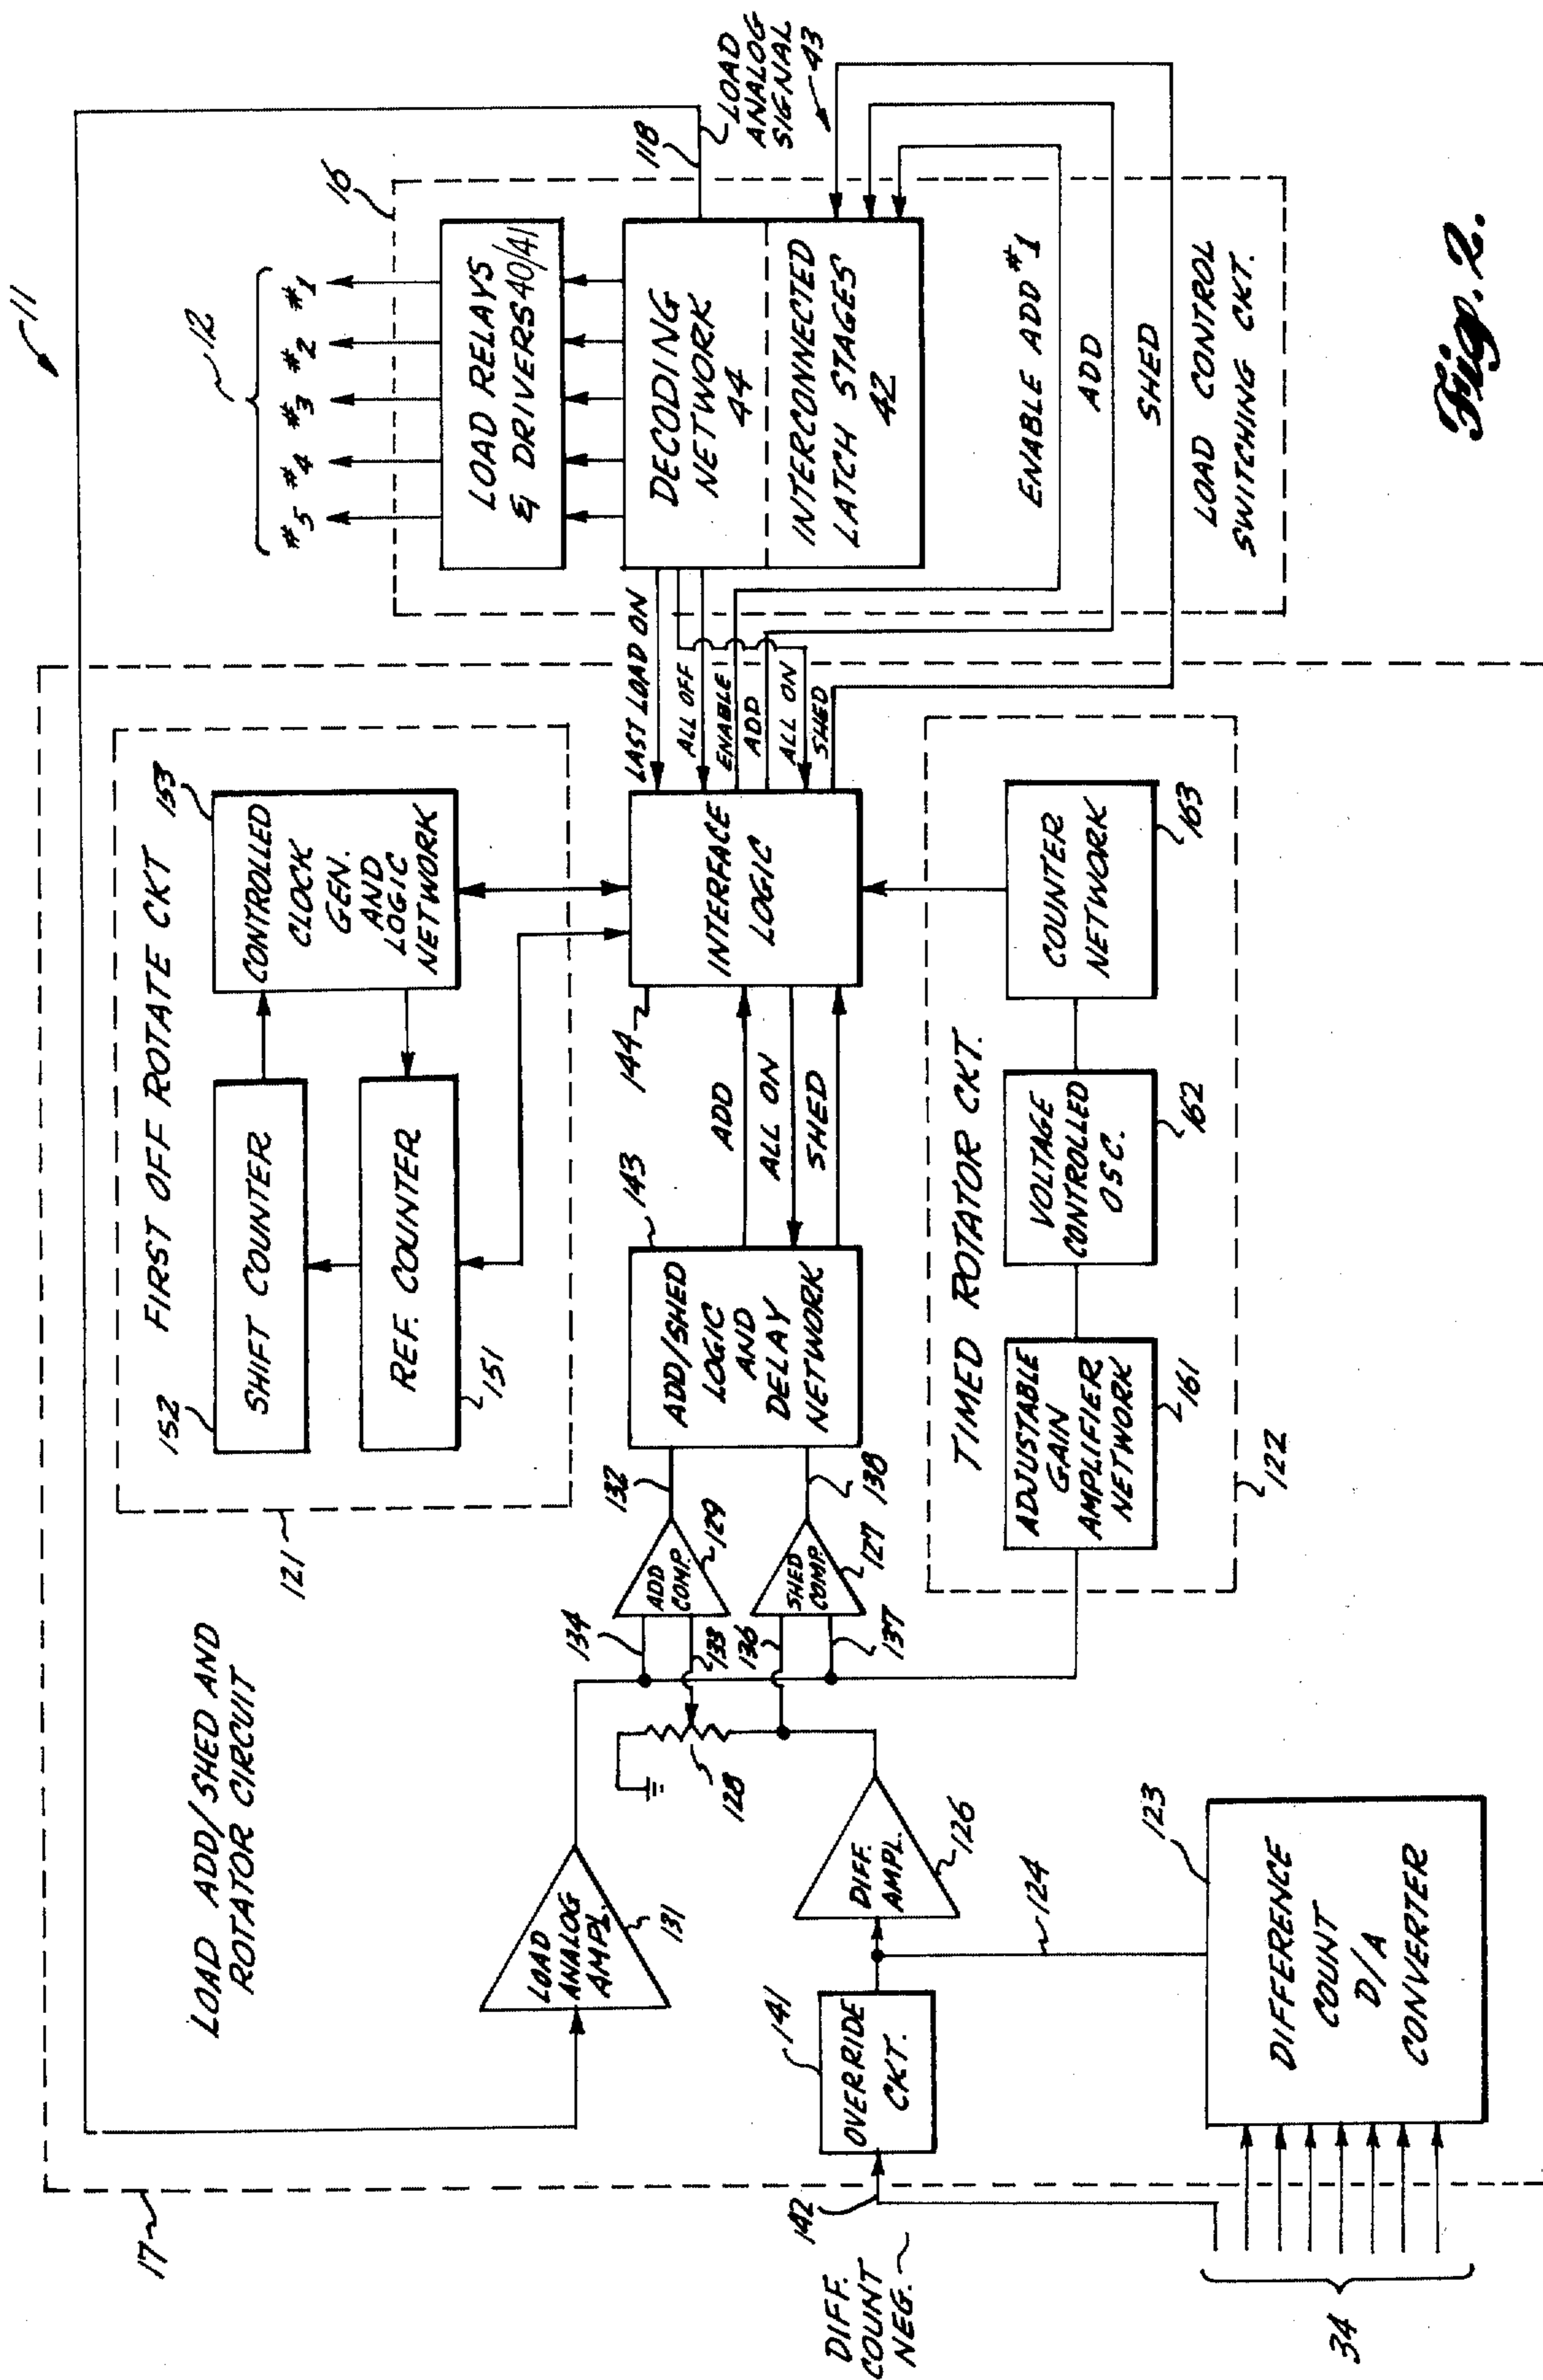 11
17
LOAD ADD/SHED AND
ROTATOR CIRCUIT
121
FIRST OFF ROTATE CKT
152
SHIFT COUNTER
REF. COUNTER
151
CONTROLLED
CLOCK
GEN.
AND
LOGIC
NETWORK
153
12
#5 #4 #3 #2 #1
16
LOAD RELAYS
& DRIVERS 40/41
DECODING
NETWORK
44
INTERCONNECTED
LATCH STAGES
42
118
LOAD
ANALOG
SIGNAL
43
ENABLE ADD #1
ADD
SHED
LOAD CONTROL
SWITCHING CKT.
LAST LOAD ON
ALL OFF
ENABLE
ADD
ALL ON
SHED
INTERFACE
LOGIC
144
ADD
ALL ON
SHED
143
ADD/SHED
LOGIC
AND
DELAY
NETWORK
132
138
ADD
COMP.
129
SHED
COMP.
127
134
133
136
137
128
LOAD
ANALOG
AMPL.
131
DIFF.
AMPL.
126
124
141
OVERRIDE
CKT.
142
DIFF.
COUNT
NEG.
123
DIFFERENCE
COUNT
D/A
CONVERTER
34
TIMED ROTATOR CKT.
122
ADJUSTABLE
GAIN
AMPLIFIER
NETWORK
161
VOLTAGE
CONTROLLED
OSC.
162
COUNTER
NETWORK
163
Fig. 2.